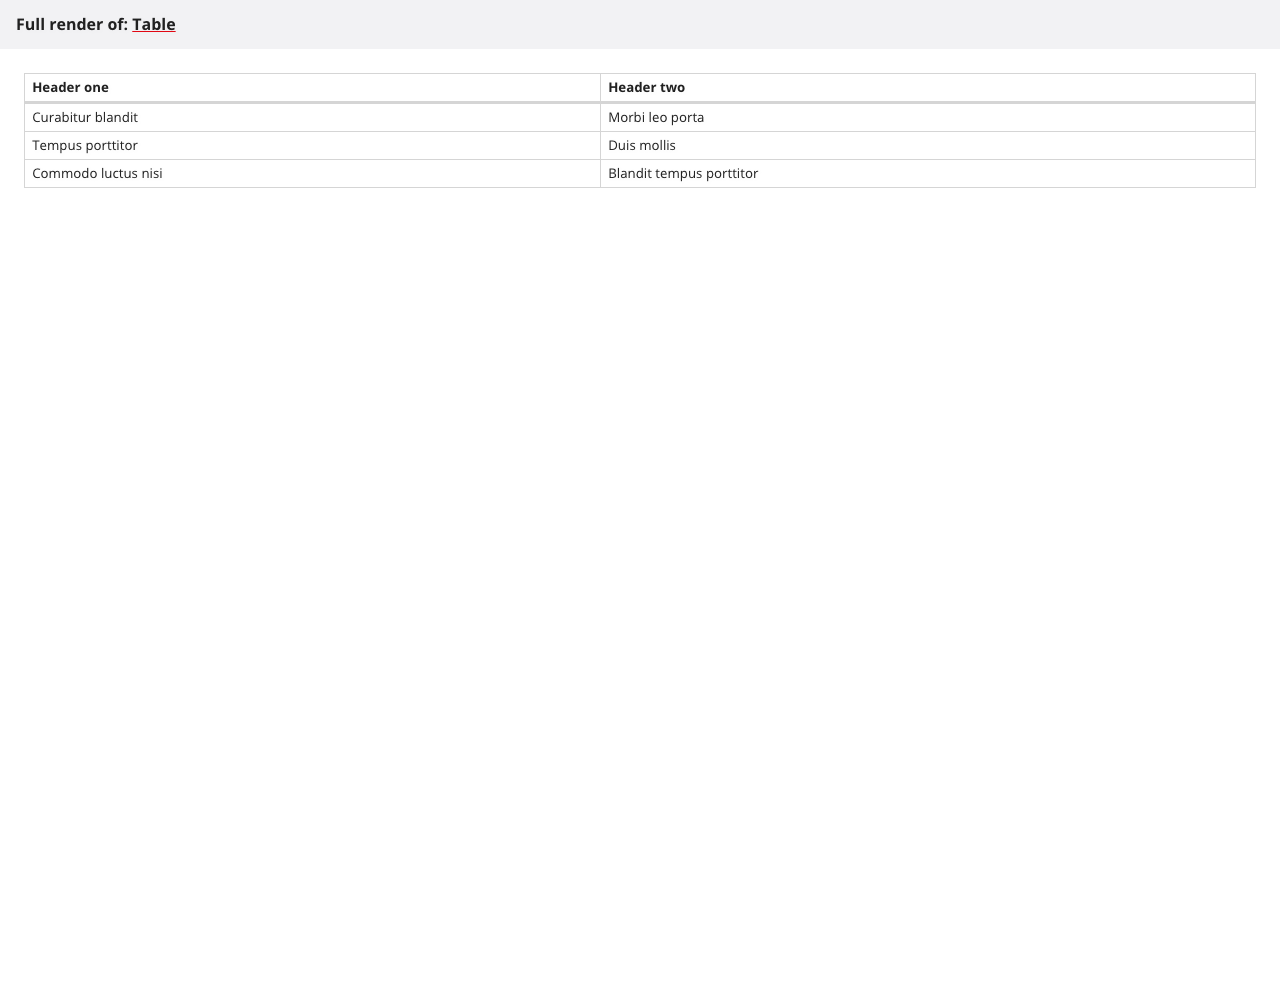 Full render of: Table
Header one Header two
Curabitur blandit Morbi leo porta
Tempus porttitor Duis mollis
Commodo luctus nisi Blandit tempus porttitor